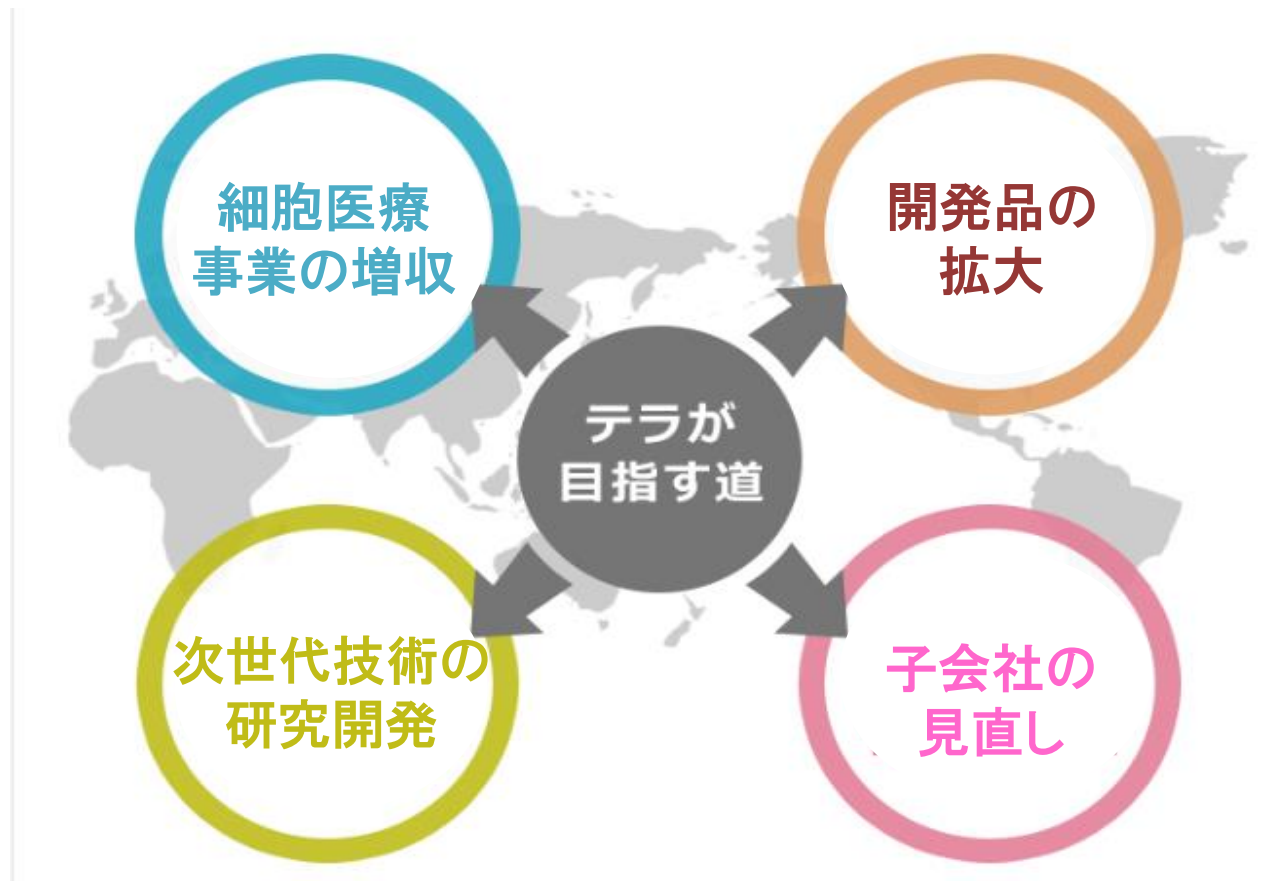 細胞医療
事業の増収
開発品の
拡大
テラが
目指す道
次世代技術の
研究開発
子会社の
見直し